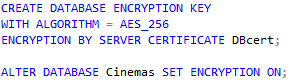 CREATE DATABASE ENCRYPTION KEY
WITH ALGORITHM = AES_256
ENCRYPTION BY SERVER CERTIFICATE DBcert;
ALTER DATABASE Cinemas SET ENCRYPTION ON;